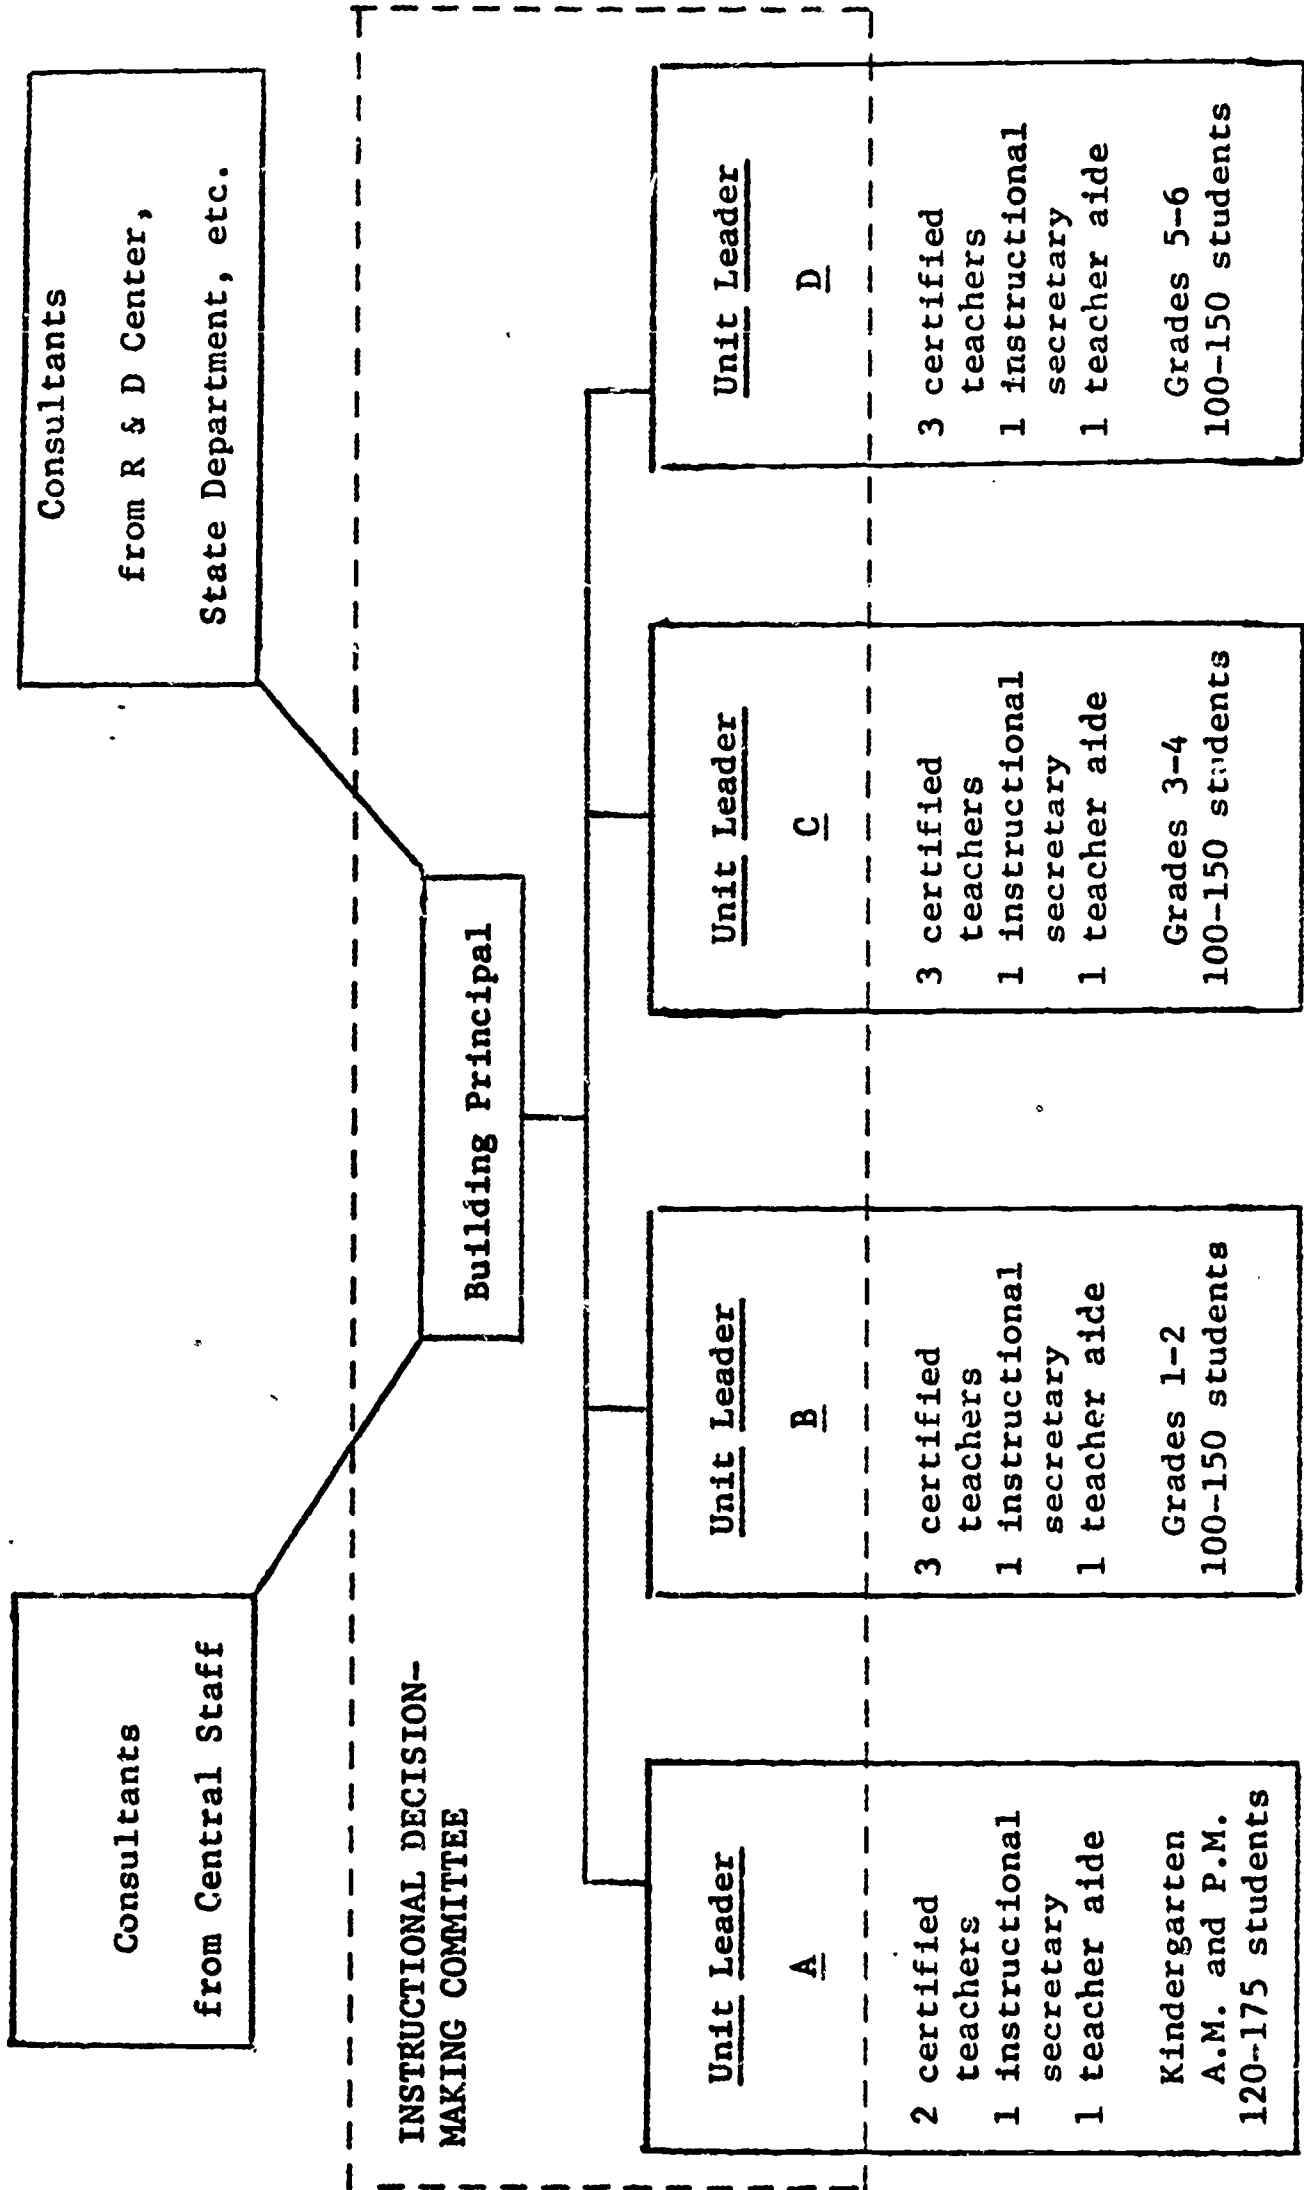 Consultants
from Central Staff
Consultants
from R & D Center,
State Department, etc.
INSTRUCTIONAL DECISION-
MAKING COMMITTEE
Building Principal
Unit Leader
A
2 certified
teachers
1 instructional
secretary
1 teacher aide
Kindergarten
A.M. and P.M.
120-175 students
Unit Leader
B
3 certified
teachers
1 instructional
secretary
1 teacher aide
Grades 1-2
100-150 students
Unit Leader
C
3 certified
teachers
1 instructional
secretary
1 teacher aide
Grades 3-4
100-150 students
Unit Leader
D
3 certified
teachers
1 instructional
secretary
1 teacher aide
Grades 5-6
100-150 students